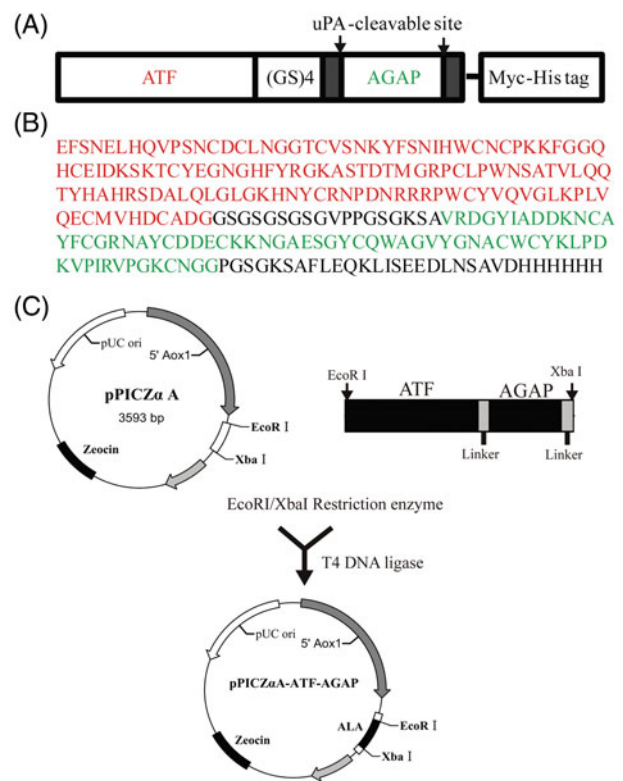 (A)
uPA-cleavable site
ATF
(GS)4
AGAP
Myc-His tag
(B)
EFSNELHQVPSNCDCLNGGTCVSNKYFSNIHWCNCPKKFGGQ
HCEIDKSKTCYEGNGHFYRGKASTDTMGRPCLPWNSATVLQQ
TYHAHRSDALQLGLGKHNYCRNPDNRRRPWCYVQVGLKPLV
QECMVHDCADGGSGSGSGSGVPPGSGKSAVRDGYIADDKNCA
YFCGRNAYCDDECKKNGAESGYCQWAGVYGNACWCYKLPD
KVPIRVPGKCNGGPGSGKSAFLEQKLISEEDLNSAVDHHHHHH
(C)
pUC ori
5' Aox1
pPICZα A
3593 bp
EcoR I
Zeocin
Xba I
EcoR I
Xba I
ATF
AGAP
Linker
Linker
EcoRI/XbaI Restriction enzyme
T4 DNA ligase
pUC ori
5' Aox1
pPICZαA-ATF-AGAP
ALA
EcoR I
Zeocin
Xba I